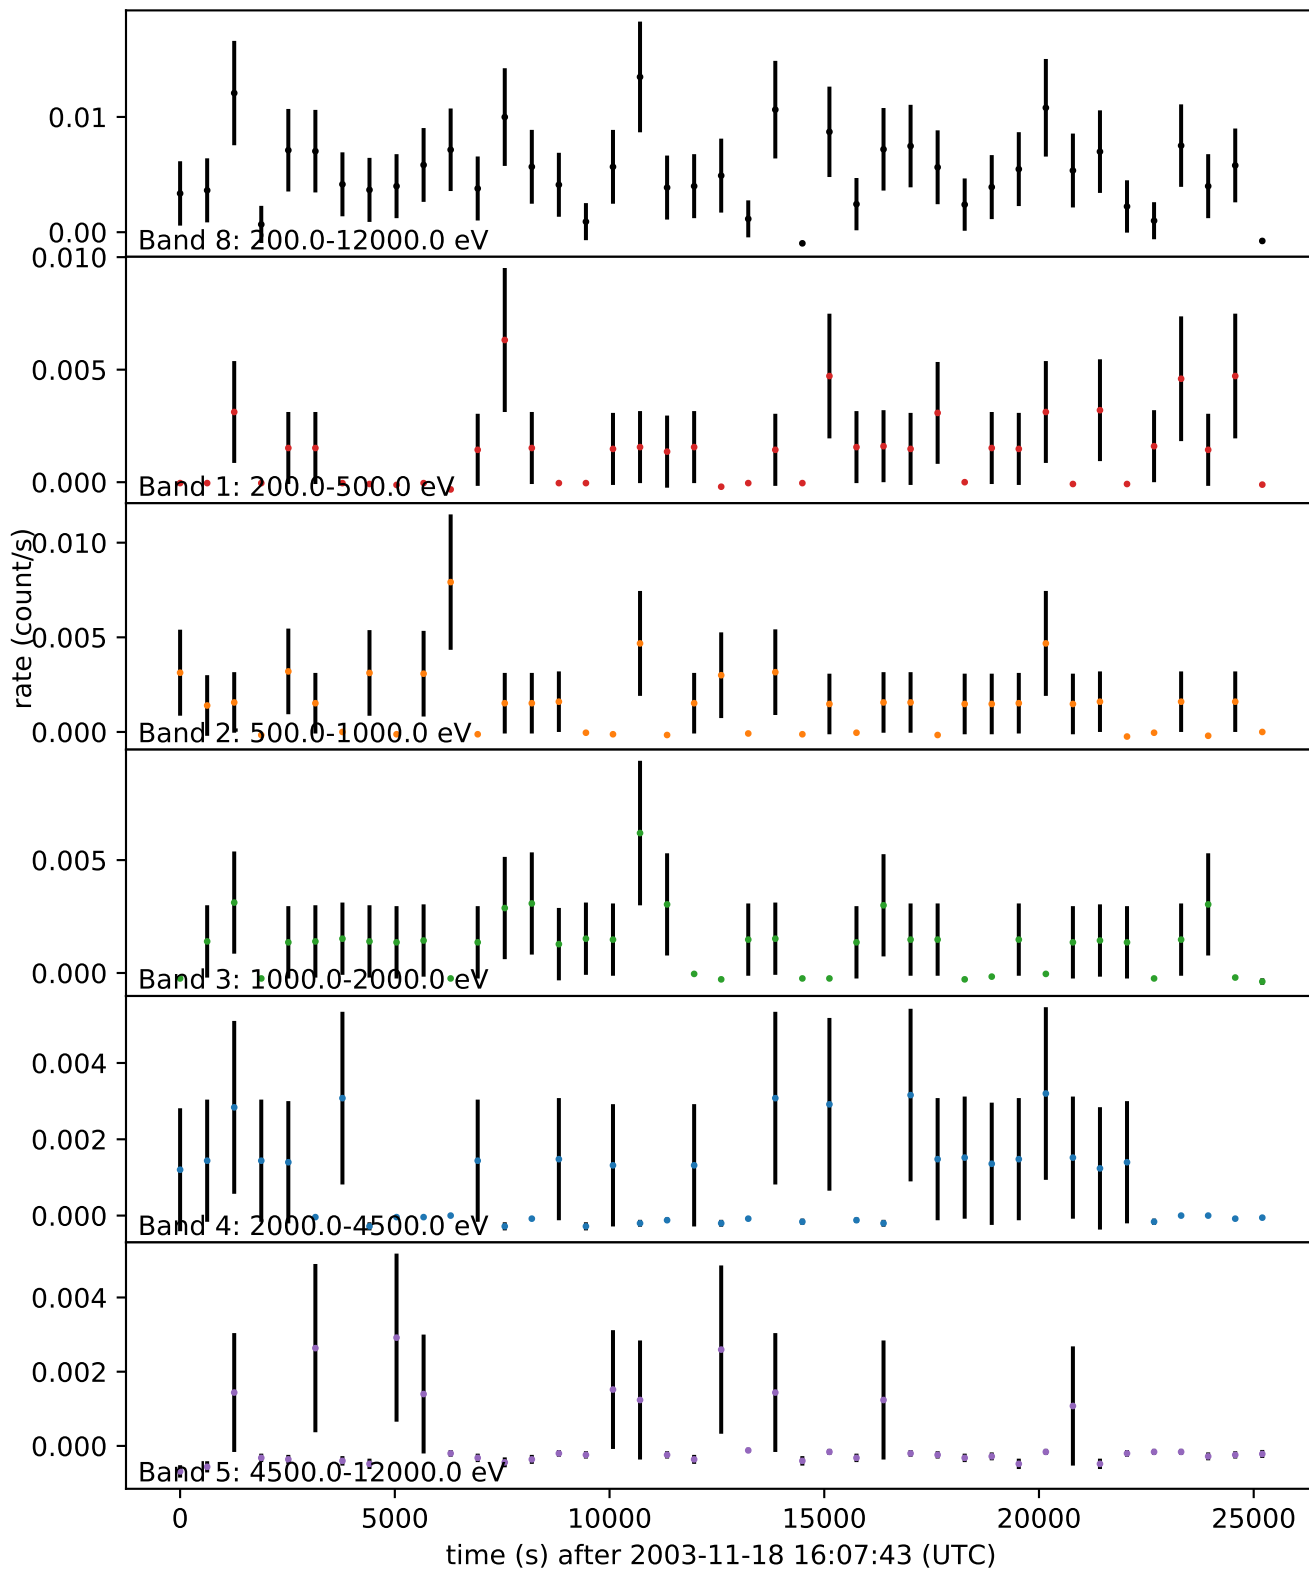 0.01
0.00
Band 8: 200.0-12000.0 eV
0.010
0.005
0.000
Band 1: 200.0-500.0 eV
rate (count/s)
0.010
0.005
0.000
Band 2: 500.0-1000.0 eV
0.005
0.000
Band 3: 1000.0-2000.0 eV
0.004
0.002
0.000
Band 4: 2000.0-4500.0 eV
0.004
0.002
0.000
Band 5: 4500.0-12000.0 eV
0 5000 10000 15000 20000 25000
time (s) after 2003-11-18 16:07:43 (UTC)